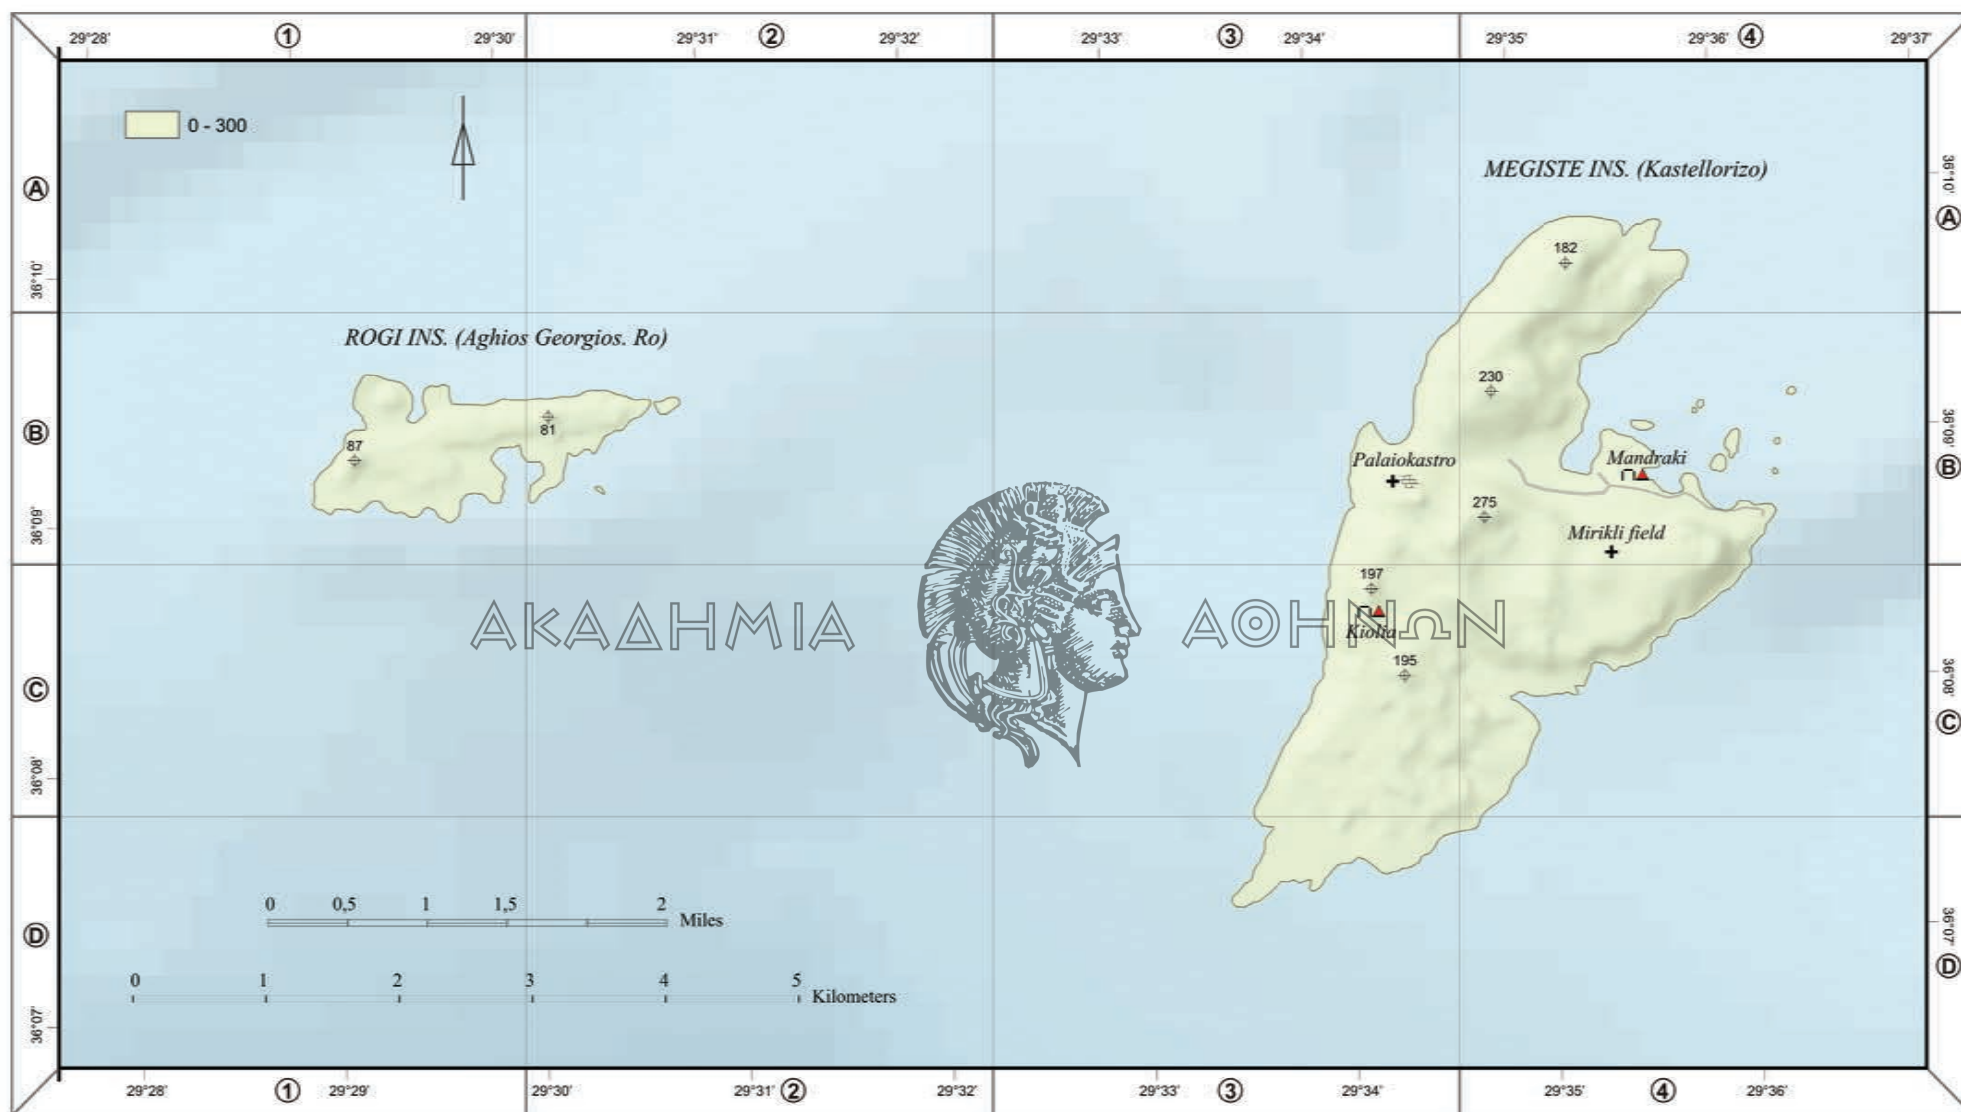 29°28' ① 29°30' 29°31' ② 29°32' 29°33' ③ 29°34' 29°35' 29°36' ④ 29°37'
0 - 300
MEGISTE INS. (Kastellorizo)
36°10'
Ⓐ
Ⓐ
182
36°10'
ROGI INS. (Aghios Georgios. Ro)
230
36°09'
Ⓑ
81
87
Palaiokastro
Mandraki
Ⓑ
275
36°09'
Mirikli field
197
ΑΚΑΔΗΜΙΑ ΑΘΗΝΩΝ
Kiolia
195
36°08'
Ⓒ
Ⓒ
36°08'
0 0,5 1 1,5 2
Miles
36°07'
Ⓓ
Ⓓ
0 1 2 3 4 5
Kilometers
36°07'
29°28' ① 29°29' 29°30' 29°31' ② 29°32' 29°33' ③ 29°34' 29°35' ④ 29°36'